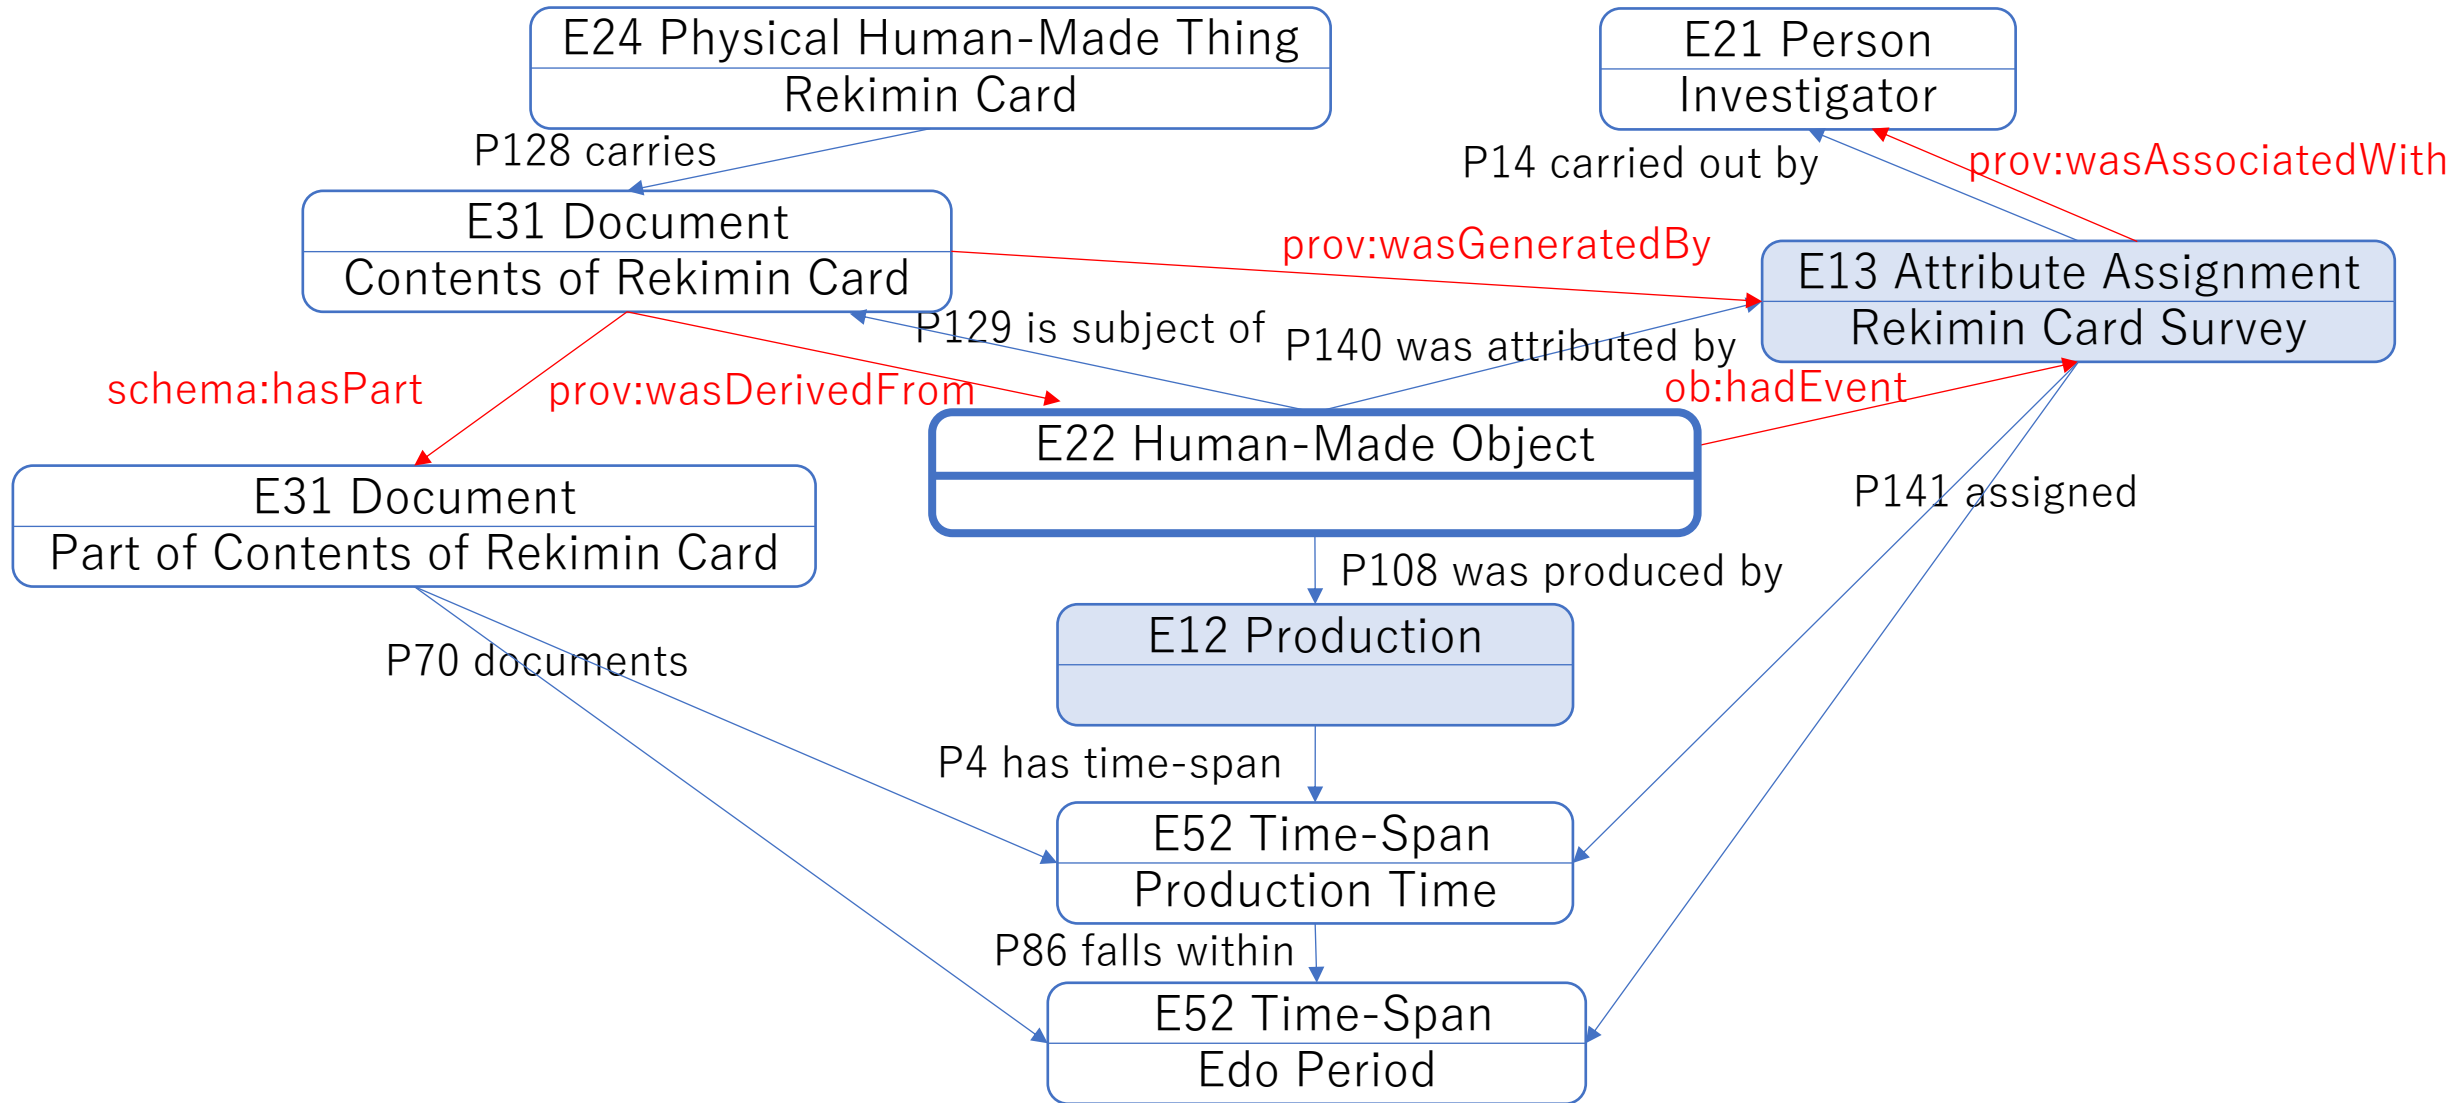 E24 Physical Human-Made Thing
Rekimin Card
E21 Person
Investigator
P128 carries
P14 carried out by
prov:wasAssociatedWith
E31 Document
Contents of Rekimin Card
prov:wasGeneratedBy
E13 Attribute Assignment
Rekimin Card Survey
P129 is subject of
P140 was attributed by
schema:hasPart
prov:wasDerivedFrom
ob:hadEvent
E22 Human-Made Object
E31 Document
Part of Contents of Rekimin Card
P141 assigned
P108 was produced by
E12 Production
P70 documents
P4 has time-span
E52 Time-Span
Production Time
P86 falls within
E52 Time-Span
Edo Period